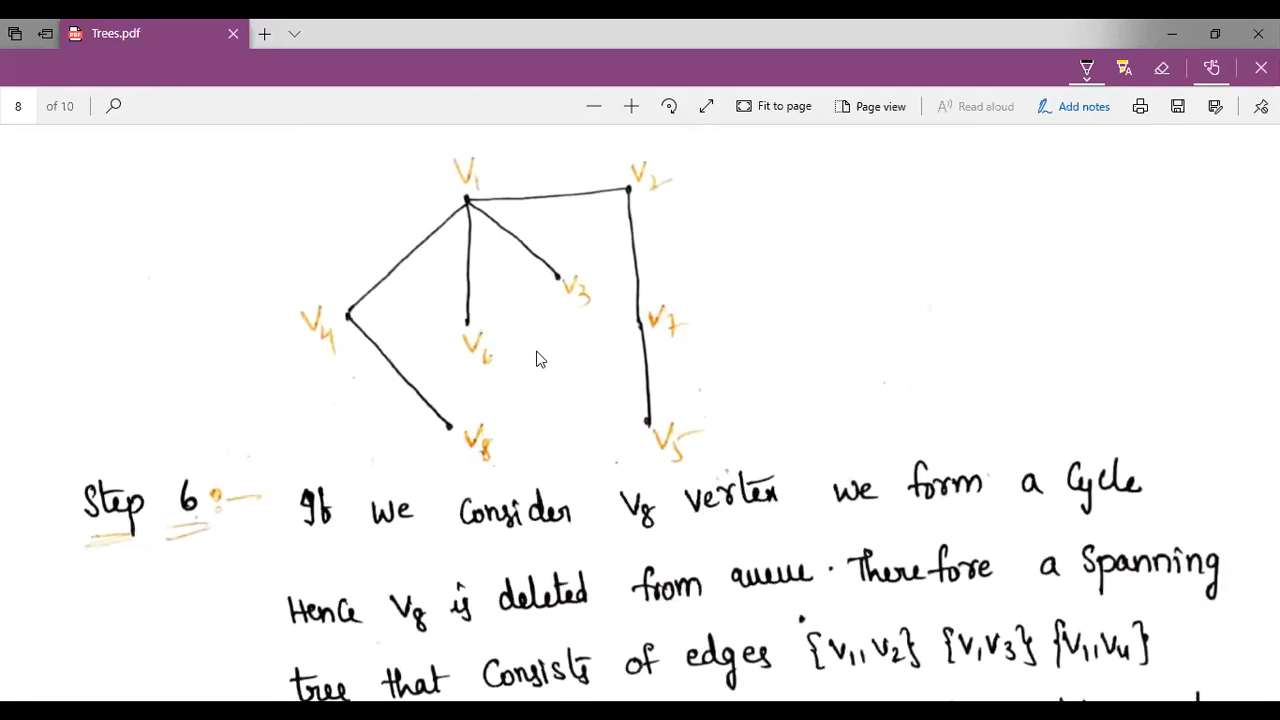 Trees.pdf
8 of 10 Fit to page Page view Read aloud Add notes
V1 V2
V3
V4 V7
V6
V8 V5
Step 6:- If we consider V8 vertex we form a cycle
Hence V8 is deleted from queue. Therefore a Spanning
tree that consists of edges {V1,V2} {V1V3} {V1,V4}